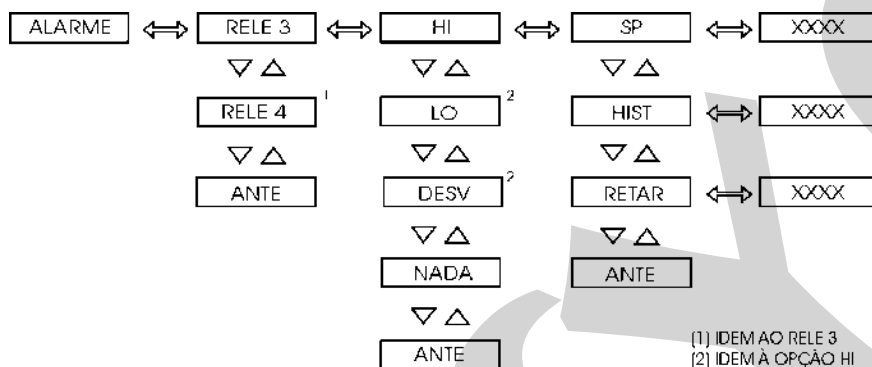 ALARME RELE 3 HI SP XXXX
RELE 4 1 LO 2 HIST XXXX
ANTE DESV 2 RETAR XXXX
NADA ANTE
ANTE
(1) IDEM AO RELE 3
(2) IDEM À OPÇÃO HI